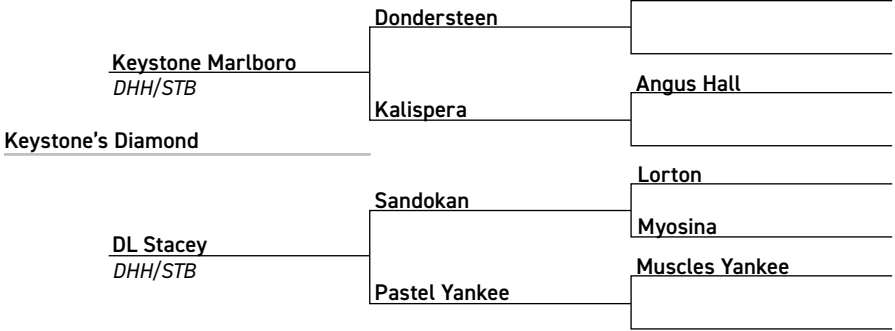 Dondersteen
Keystone Marlboro
DHH/STB
Angus Hall
Kalispera
Keystone's Diamond
Lorton
Sandokan
Myosina
DL Stacey
DHH/STB
Muscles Yankee
Pastel Yankee